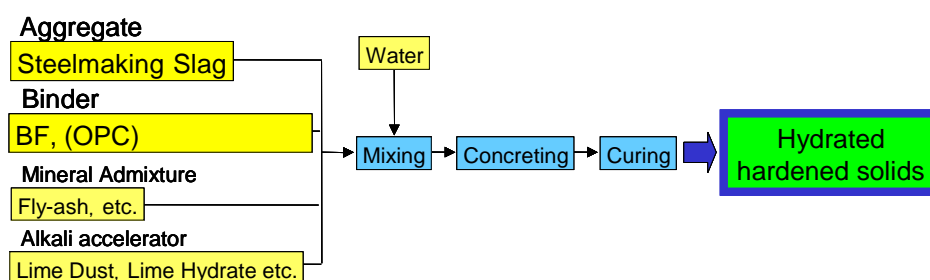 Aggregate
Steelmaking Slag
Binder
BF, (OPC)
Mineral Admixture
Fly-ash, etc.
Alkali accelerator
Lime Dust, Lime Hydrate etc.
Water
Mixing
Concreting
Curing
Hydrated
hardened solids